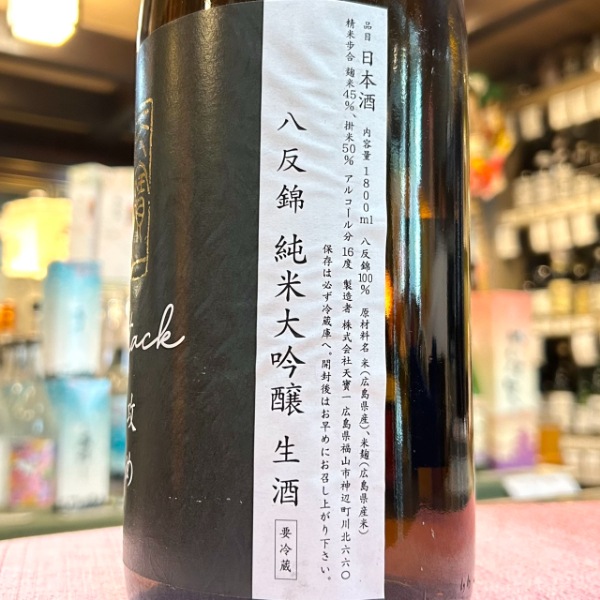 品目 日本酒 内容量 1800ml 八反錦100% 原材料名 米(広島県産)、米麹(広島県産米)
精米歩合 麹米45%、掛米50% アルコール分 16度 製造者 株式会社天寶一 広島県福山市神辺町川北六六〇
保存は必ず冷蔵庫へ。開封後はお早めにお召し上がり下さい。
八反錦 純米大吟醸 生酒
要冷蔵
ack
め